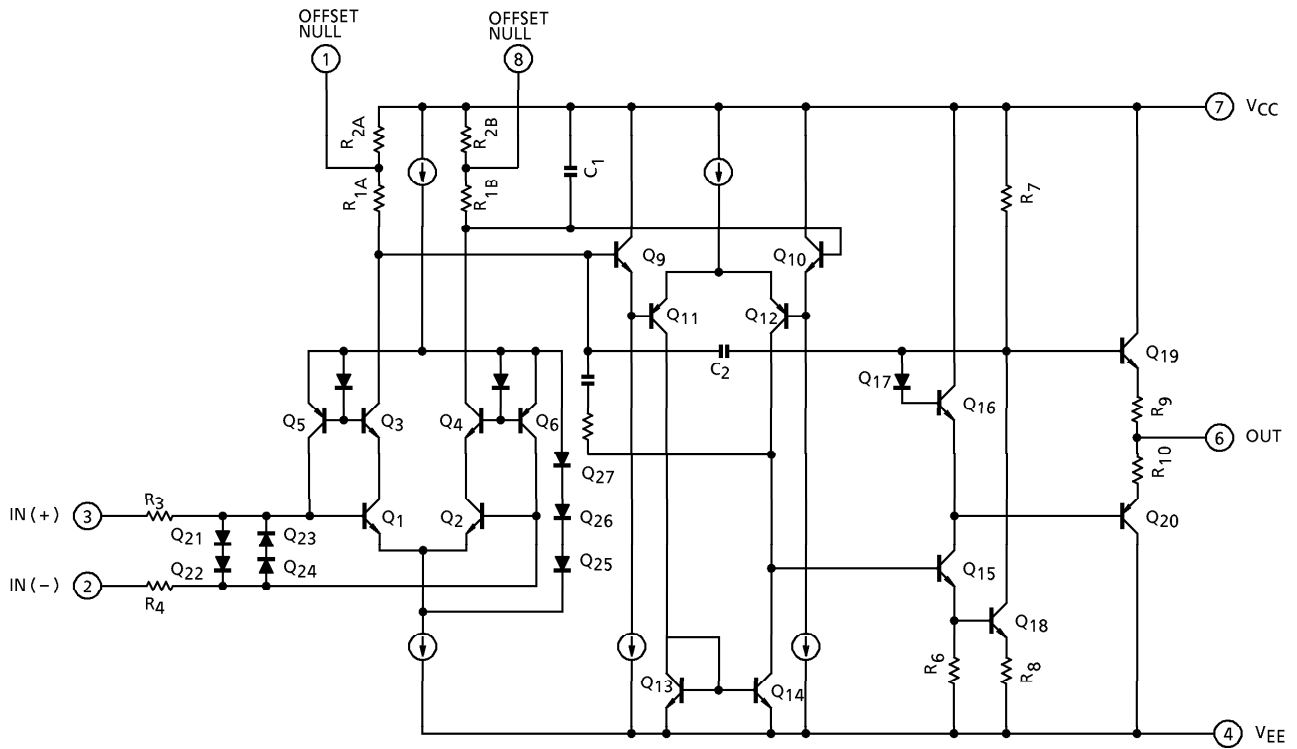 OFFSET
NULL
1
OFFSET
NULL
8
7 VCC
R2A
R2B
R1A
R1B
C1
R7
Q9
Q10
Q11
Q12
C2
Q17
Q16
Q19
Q5
Q3
Q4
Q6
R9
6 OUT
R10
Q27
IN(+) 3
R3
Q21
Q23
Q1
Q2
Q26
Q20
Q22
Q24
Q25
Q15
IN(−) 2
R4
Q18
R6
R8
Q13
Q14
4 VEE